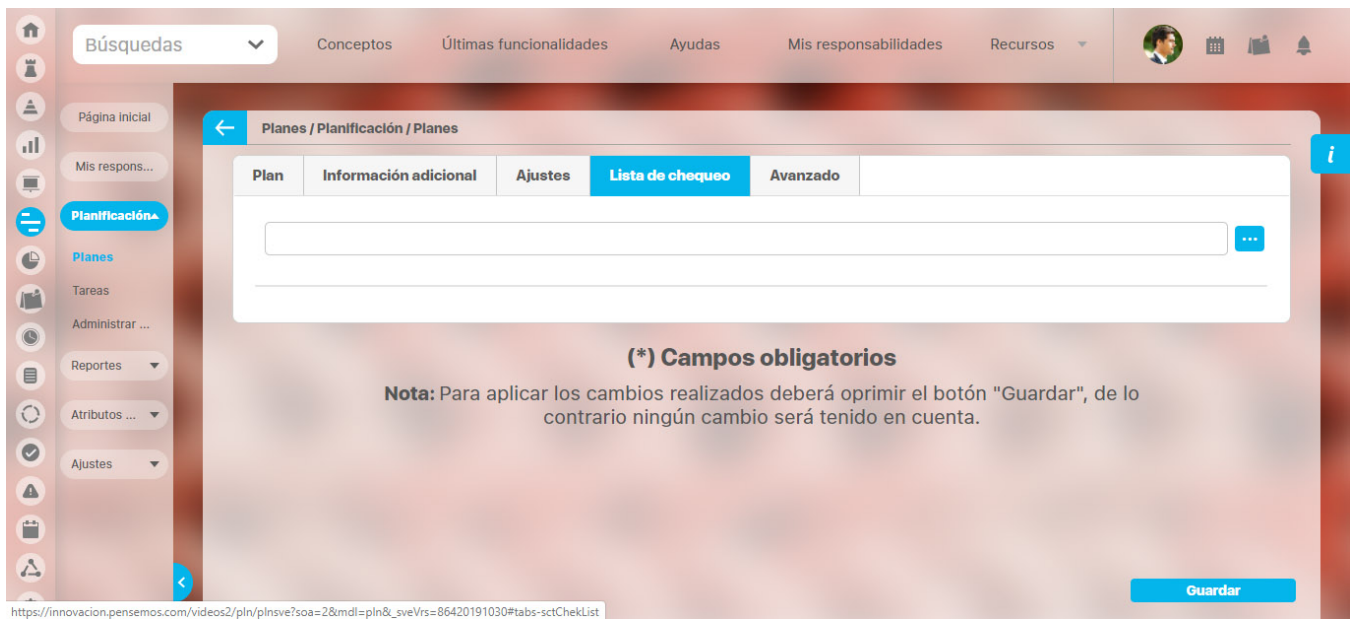 Búsquedas
Conceptos
Últimas funcionalidades
Ayudas
Mis responsabilidades
Recursos
Página inicial
Mis respons...
Planificación
Planes
Tareas
Administrar ...
Reportes
Atributos ...
Ajustes
Planes / Planificación / Planes
i
Plan
Información adicional
Ajustes
Lista de chequeo
Avanzado
...
(*) Campos obligatorios
Nota: Para aplicar los cambios realizados deberá oprimir el botón "Guardar", de lo
contrario ningún cambio será tenido en cuenta.
Guardar
https://innovacion.pensemos.com/videos2/pln/plnsve?soa=2&mdl=pln&_sveVrs=86420191030#tabs-sctChekList